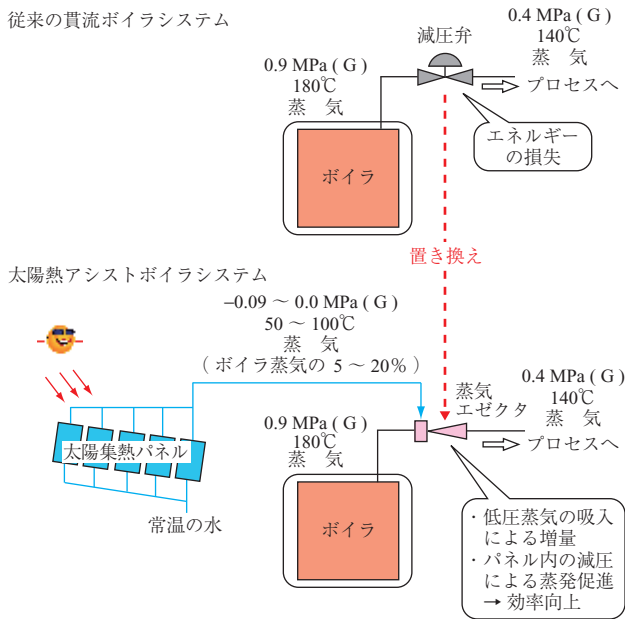 従来の貫流ボイラシステム
0.4 MPa ( G )
140℃
蒸　気
プロセスへ
減圧弁
0.9 MPa ( G )
180℃
蒸　気
エネルギー
の損失
ボイラ
置き換え
太陽熱アシストボイラシステム
–0.09 ～ 0.0 MPa ( G )
50 ～ 100℃
蒸　気
（ ボイラ蒸気の 5 ～ 20% ）
蒸気
エゼクタ
0.4 MPa ( G )
140℃
蒸　気
プロセスへ
0.9 MPa ( G )
180℃
蒸　気
太陽集熱パネル
常温の水
ボイラ
・低圧蒸気の吸入
による増量
・パネル内の減圧
による蒸発促進
→ 効率向上